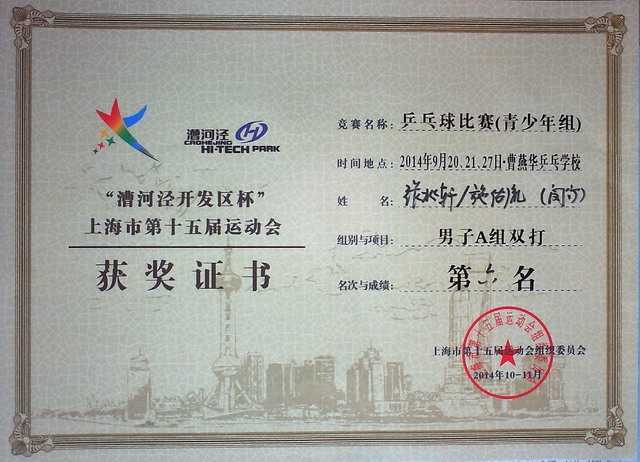 漕河泾
CAOHEJING
HI-TECH PARK
“漕河泾开发区杯”
上海市第十五届运动会
获奖证书
竞赛名称: 乒乓球比赛(青少年组)
时间地点: 2014年9月20、21、27日·曹燕华乒乓学校
姓 名:
组别与项目: 男子A组双打
名次与成绩: 第六名
上海市第十五届运动会组织委员会
2014年10-11月